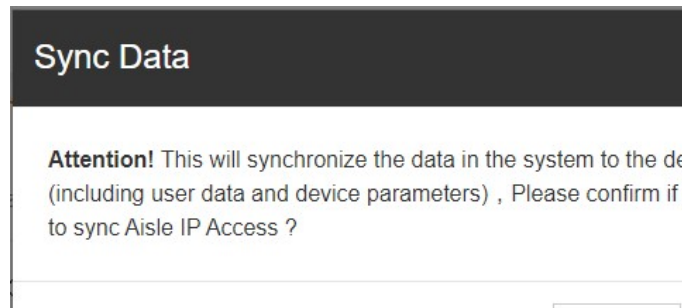 Sync Data
Attention! This will synchronize the data in the system to the
(including user data and device parameters) , Please confirm if
to sync Aisle IP Access ?